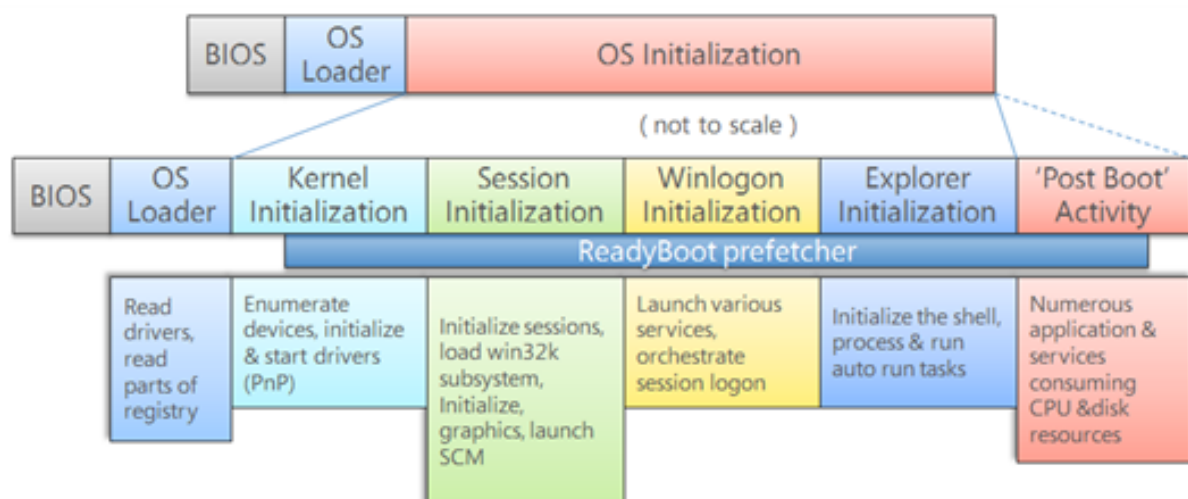 BIOS
OS
Loader
OS Initialization
( not to scale )
BIOS
OS
Loader
Kernel
Initialization
Session
Initialization
Winlogon
Initialization
Explorer
Initialization
'Post Boot'
Activity
ReadyBoot prefetcher
Read
drivers,
read
parts of
registry
Enumerate
devices, initialize
& start drivers
(PnP)
Initialize sessions,
load win32k
subsystem,
Initialize,
graphics, launch
SCM
Launch various
services,
orchestrate
session logon
Initialize the shell,
process & run
auto run tasks
Numerous
application &
services
consuming
CPU &disk
resources